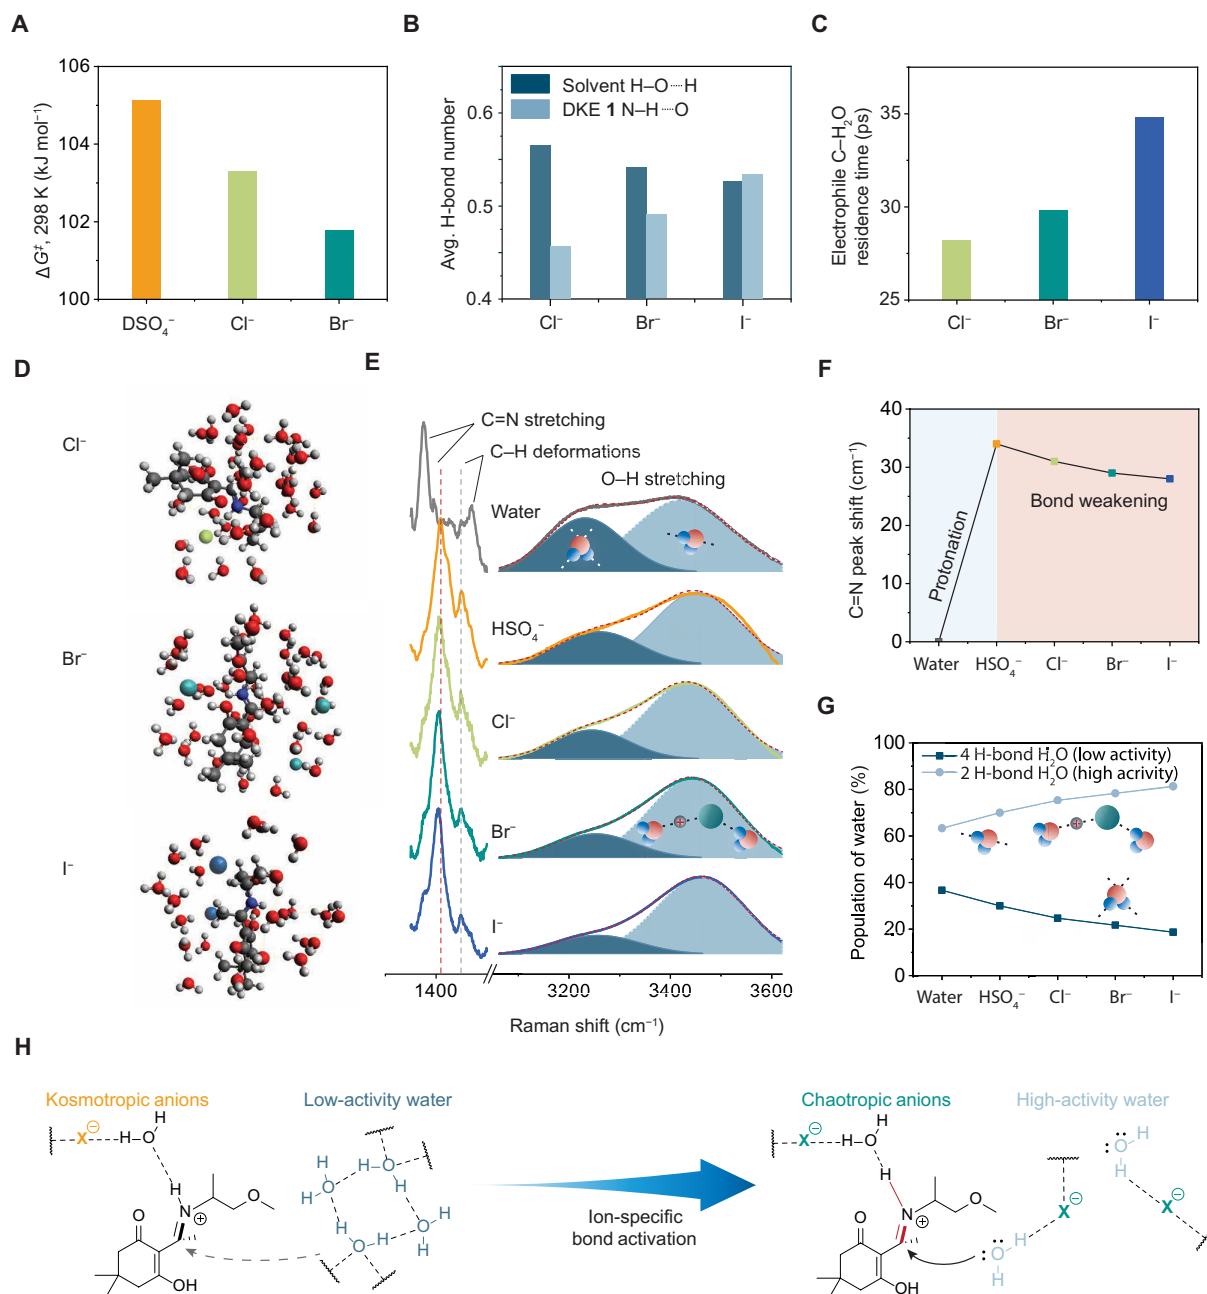 A
106
104
102
100
ΔG‡, 298 K (kJ mol⁻¹)
DSO₄⁻
Cl⁻
Br⁻
B
Solvent H–O┈H
DKE 1 N–H┈O
0.6
0.5
0.4
Avg. H-bond number
Cl⁻
Br⁻
I⁻
C
35
30
25
Electrophile C–H₂O
residence time (ps)
Cl⁻
Br⁻
I⁻
D
Cl⁻
Br⁻
I⁻
E
C=N stretching
C–H deformations
O–H stretching
Water
HSO₄⁻
Cl⁻
Br⁻
I⁻
+
1400
3200
3400
3600
Raman shift (cm⁻¹)
F
40
30
20
10
0
C=N peak shift (cm⁻¹)
Protonation
Bond weakening
Water
HSO₄⁻
Cl⁻
Br⁻
I⁻
G
100
80
60
40
20
0
Population of water (%)
4 H-bond H₂O (low activity)
2 H-bond H₂O (high acrivity)
+
Water
HSO₄⁻
Cl⁻
Br⁻
I⁻
H
Kosmotropic anions
X⊖
H
H–O
H
N
⊕
O
O
OH
Low-activity water
H
H–O
H
O
H
H
O
H
H
H–O
Ion-specific
bond activation
Chaotropic anions
X⊖
H
H–O
H
N
⊕
O
O
OH
High-activity water
H
:O
H
X⊖
X⊖
H
:O
H